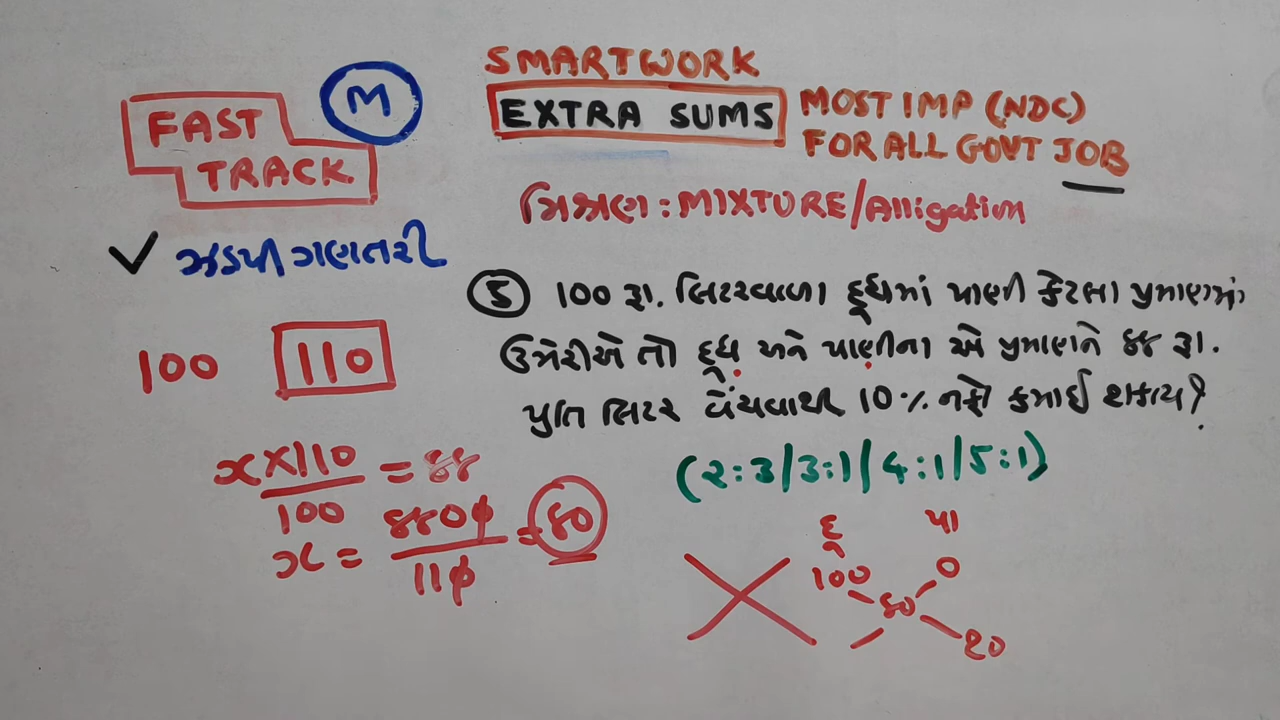 SMARTWORK
FAST
TRACK
M
EXTRA SUMS
MOST IMP (NDC)
FOR ALL GOVT JOB
મિશ્રણ : MIXTURE/Alligation
✓ ઝડપી ગણતરી
5 100 રૂા. લિટરવાળા દૂધમાં પાણી કેટલા પ્રમાણમાં
ઉમેરીએ તો દૂધ અને પાણીના એ પ્રમાણને 88 રૂા.
પ્રતિ લિટર વેંચવાથી 10% નફો કમાઈ શકાય?
(2:3/3:1/4:1/5:1)
100 110
x×110/100 = 88
x = 8800/110 = 80
દૂ પા
100 0
80
20